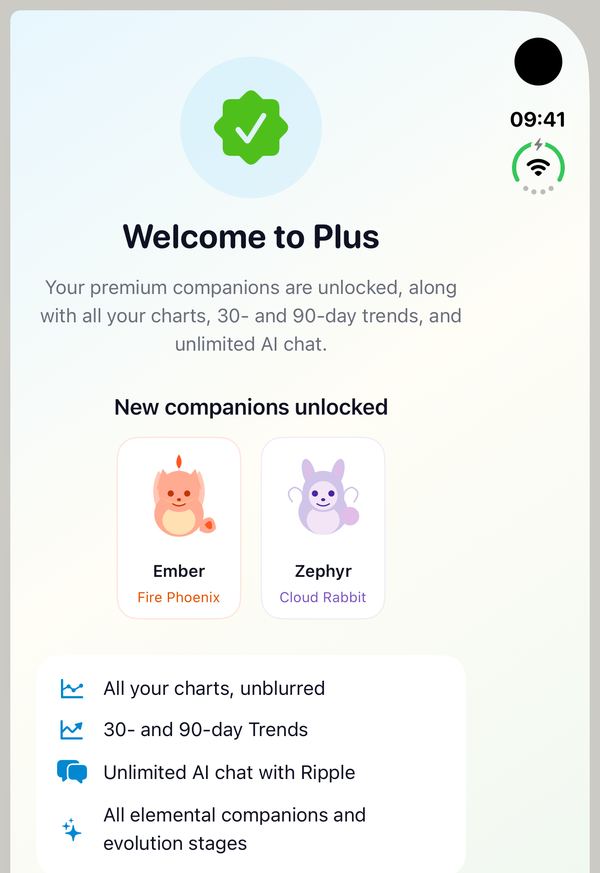 09:41
Welcome to Plus
Your premium companions are unlocked, along
with all your charts, 30- and 90-day trends, and
unlimited AI chat.
New companions unlocked
Ember
Fire Phoenix
Zephyr
Cloud Rabbit
All your charts, unblurred
30- and 90-day Trends
Unlimited AI chat with Ripple
All elemental companions and
evolution stages